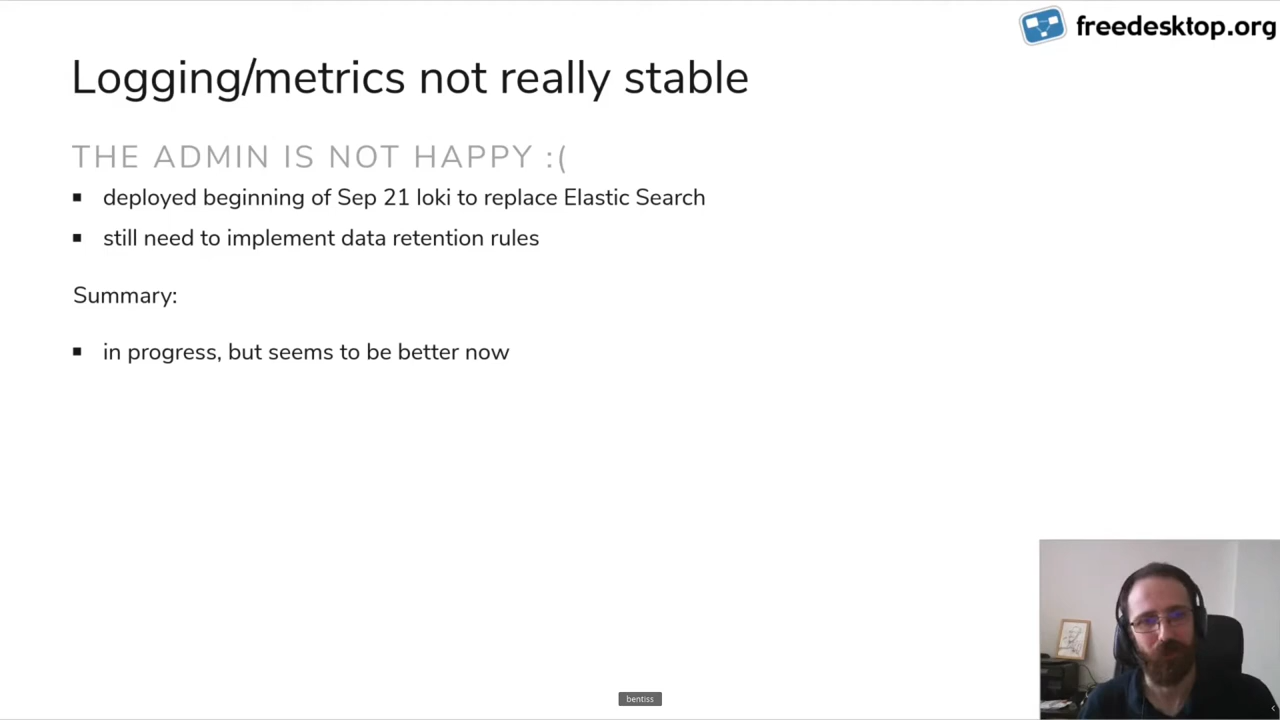 freedesktop.org
Logging/metrics not really stable
THE ADMIN IS NOT HAPPY :(
▪ deployed beginning of Sep 21 loki to replace Elastic Search
▪ still need to implement data retention rules
Summary:
▪ in progress, but seems to be better now
bentiss